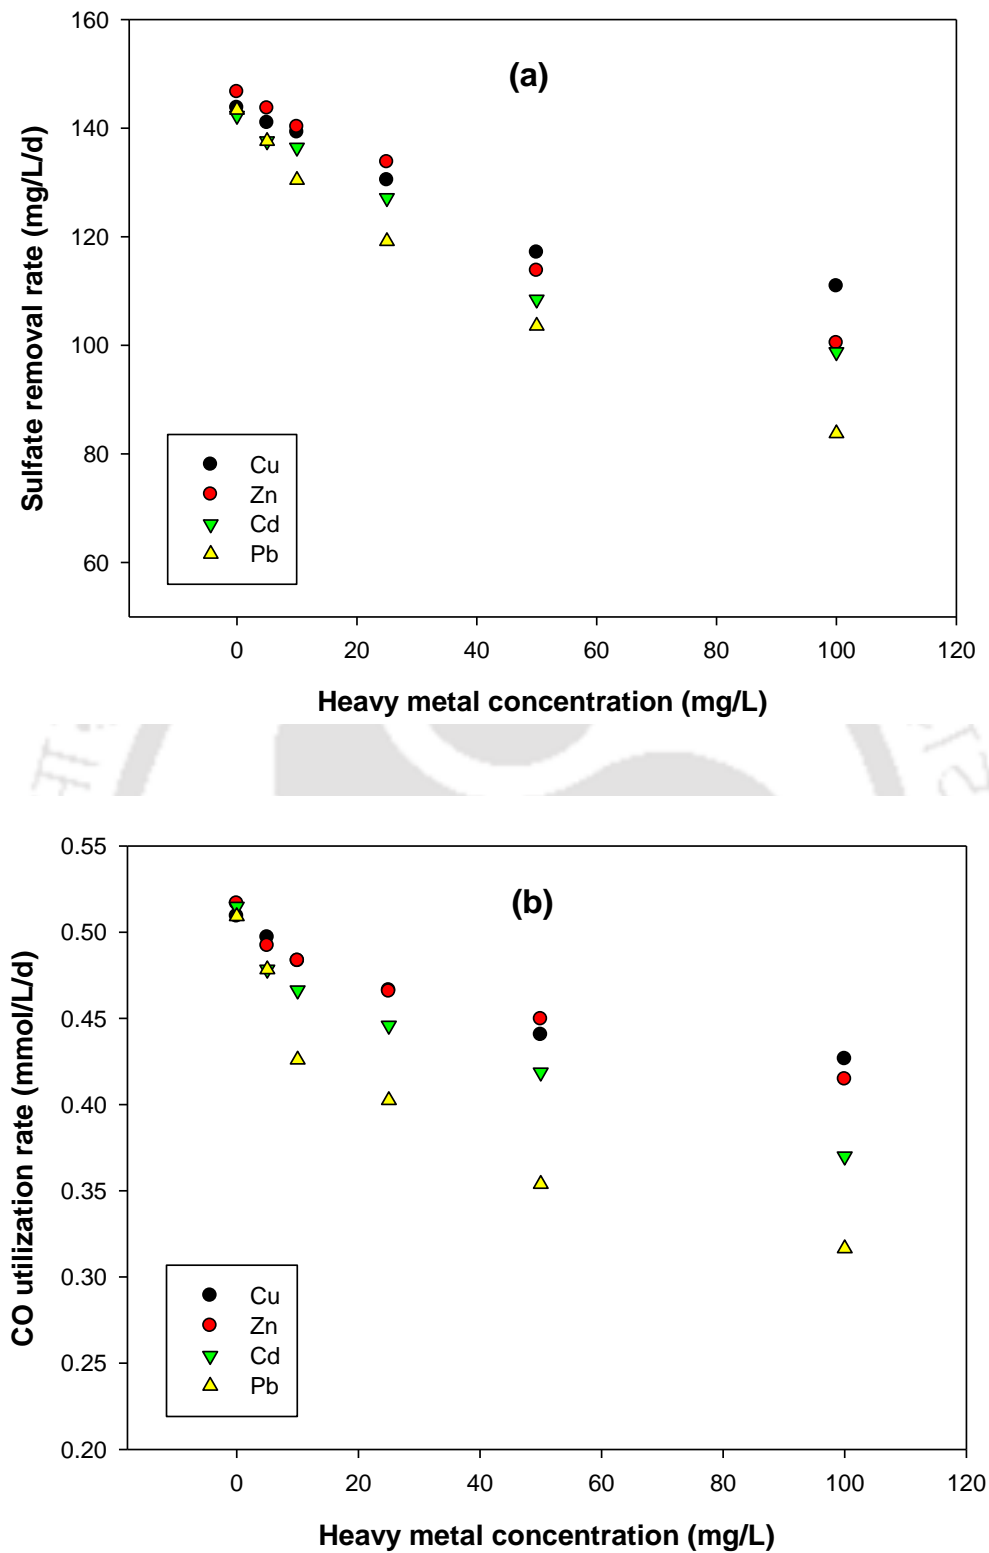 (a)
Sulfate removal rate (mg/L/d)
160
140
120
100
80
60
Cu
Zn
Cd
Pb
0 20 40 60 80 100 120
Heavy metal concentration (mg/L)
(b)
CO utilization rate (mmol/L/d)
0.55
0.50
0.45
0.40
0.35
0.30
0.25
0.20
Cu
Zn
Cd
Pb
0 20 40 60 80 100 120
Heavy metal concentration (mg/L)